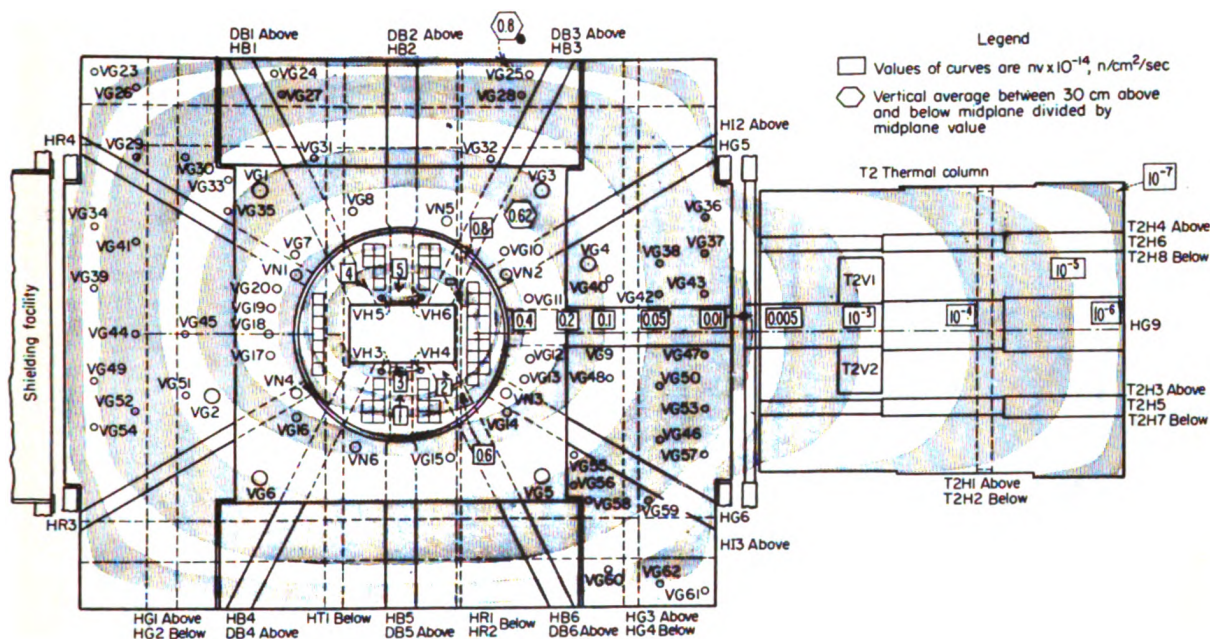 DB1 Above
HB1
DB2 Above
HB2
0.8
DB3 Above
HB3
Legend
Values of curves are nv x 10⁻¹⁴, n/cm²/sec
Vertical average between 30 cm above
and below midplane divided by
midplane value
VG23
VG26
VG24
VG27
VG25
VG28
HR4
HI2 Above
HG5
VG29
VG30
VG31
VG32
VG33
VG1
VG3
T2 Thermal column
10⁻⁷
VG34
VG35
VG8
VN5
0.62
VG36
0.8
T2H4 Above
T2H6
T2H8 Below
VG41
VG7
VG10
VG4
VG38
VG37
VG39
VN1
4
5
VN2
VG40
T2V1
10⁻⁵
VG20
VG11
VG42
VG43
VG19
VH5
VH6
VG44
VG45
VG18
0.4
0.2
0.1
0.05
0.01
0.005
10⁻³
10⁻⁴
10⁻⁶
HG9
VG17
VH3
VH4
VG12
VG9
VG47
T2V2
VG49
VN4
3
2
VG13
VG48
VG50
T2H3 Above
T2H5
T2H7 Below
VG51
VG2
1
VN3
VG52
VG16
VG14
VG53
VG54
VN6
VG15
0.6
VG46
VG57
VG55
VG56
VG58
VG6
VG5
VG59
T2H1 Above
T2H2 Below
HR3
HG6
HI3 Above
VG60
VG62
VG61
Shielding facility
HG1 Above
HG2 Below
HB4
DB4 Above
HT1 Below
HB5
DB5 Above
HR1
HR2
Below
HB6
DB6 Above
HG3 Above
HG4 Below